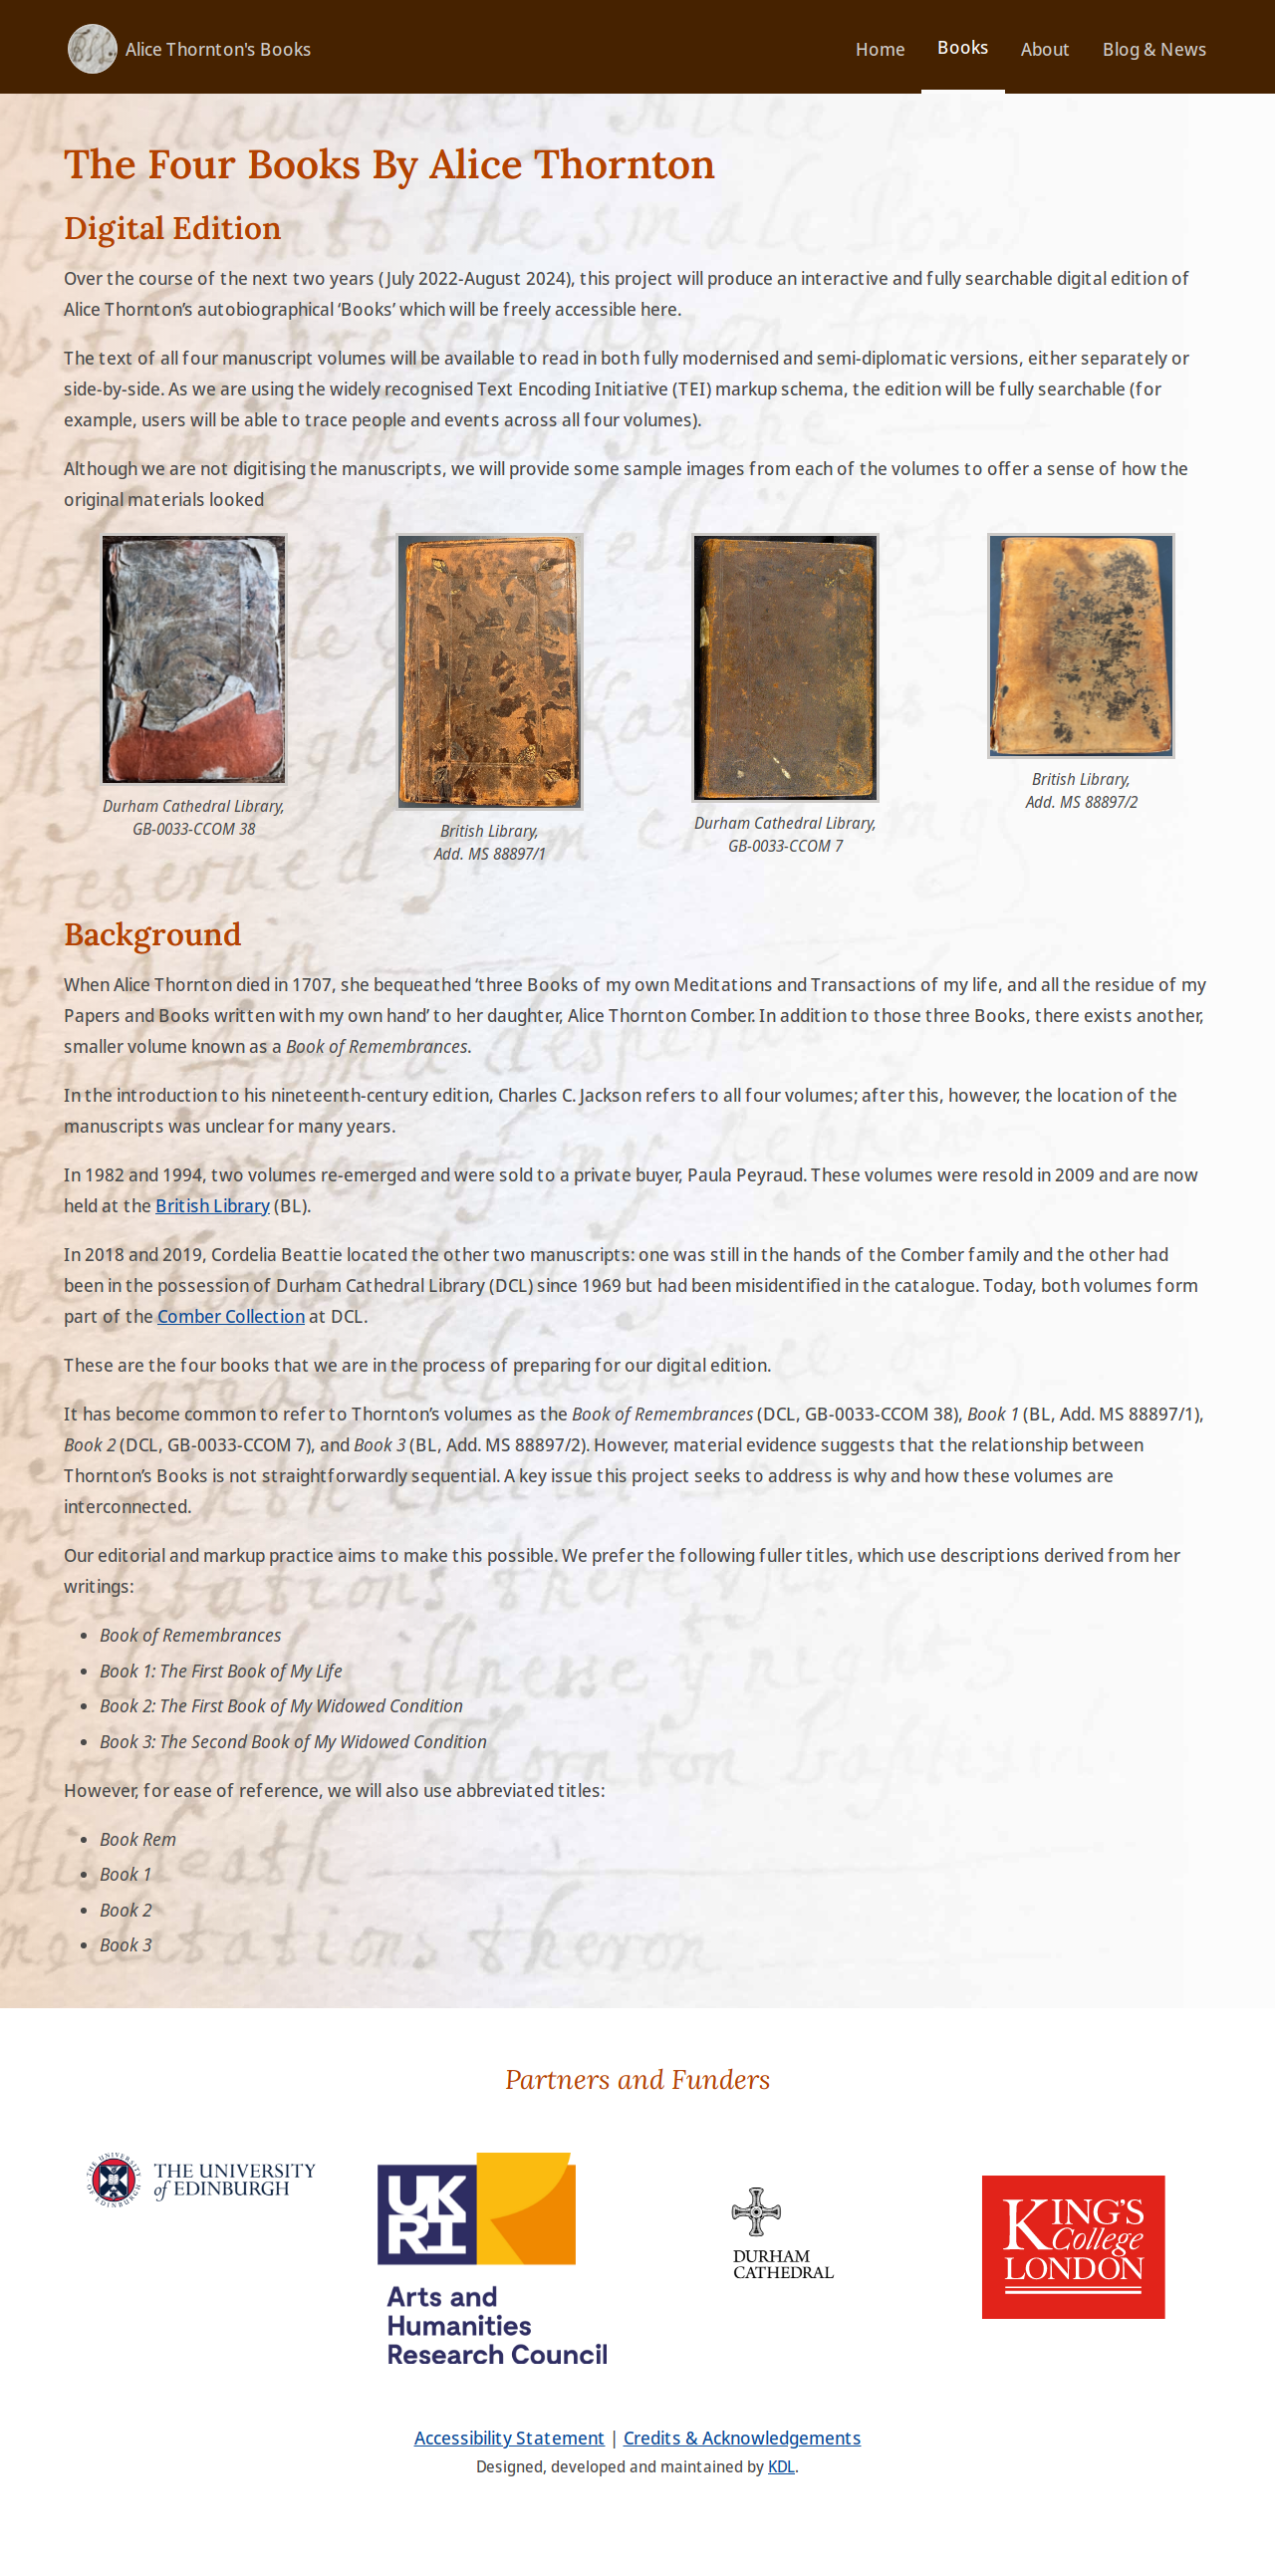 Alice Thornton's Books
Home
Books
About
Blog & News
The Four Books By Alice Thornton
Digital Edition
Over the course of the next two years (July 2022-August 2024), this project will produce an interactive and fully searchable digital edition of
Alice Thornton’s autobiographical ‘Books’ which will be freely accessible here.
The text of all four manuscript volumes will be available to read in both fully modernised and semi-diplomatic versions, either separately or
side-by-side. As we are using the widely recognised Text Encoding Initiative (TEI) markup schema, the edition will be fully searchable (for
example, users will be able to trace people and events across all four volumes).
Although we are not digitising the manuscripts, we will provide some sample images from each of the volumes to offer a sense of how the
original materials looked
Durham Cathedral Library,
GB-0033-CCOM 38
British Library,
Add. MS 88897/1
Durham Cathedral Library,
GB-0033-CCOM 7
British Library,
Add. MS 88897/2
Background
When Alice Thornton died in 1707, she bequeathed ‘three Books of my own Meditations and Transactions of my life, and all the residue of my
Papers and Books written with my own hand’ to her daughter, Alice Thornton Comber. In addition to those three Books, there exists another,
smaller volume known as a Book of Remembrances.
In the introduction to his nineteenth-century edition, Charles C. Jackson refers to all four volumes; after this, however, the location of the
manuscripts was unclear for many years.
In 1982 and 1994, two volumes re-emerged and were sold to a private buyer, Paula Peyraud. These volumes were resold in 2009 and are now
held at the British Library (BL).
In 2018 and 2019, Cordelia Beattie located the other two manuscripts: one was still in the hands of the Comber family and the other had
been in the possession of Durham Cathedral Library (DCL) since 1969 but had been misidentified in the catalogue. Today, both volumes form
part of the Comber Collection at DCL.
These are the four books that we are in the process of preparing for our digital edition.
It has become common to refer to Thornton’s volumes as the Book of Remembrances (DCL, GB-0033-CCOM 38), Book 1 (BL, Add. MS 88897/1),
Book 2 (DCL, GB-0033-CCOM 7), and Book 3 (BL, Add. MS 88897/2). However, material evidence suggests that the relationship between
Thornton’s Books is not straightforwardly sequential. A key issue this project seeks to address is why and how these volumes are
interconnected.
Our editorial and markup practice aims to make this possible. We prefer the following fuller titles, which use descriptions derived from her
writings:
• Book of Remembrances
• Book 1: The First Book of My Life
• Book 2: The First Book of My Widowed Condition
• Book 3: The Second Book of My Widowed Condition
However, for ease of reference, we will also use abbreviated titles:
• Book Rem
• Book 1
• Book 2
• Book 3
Partners and Funders
THE UNIVERSITY OF EDINBURGH
THE UNIVERSITY
of EDINBURGH
UK
RI
Arts and
Humanities
Research Council
DURHAM
CATHEDRAL
KING'S
College
LONDON
Accessibility Statement | Credits & Acknowledgements
Designed, developed and maintained by KDL.